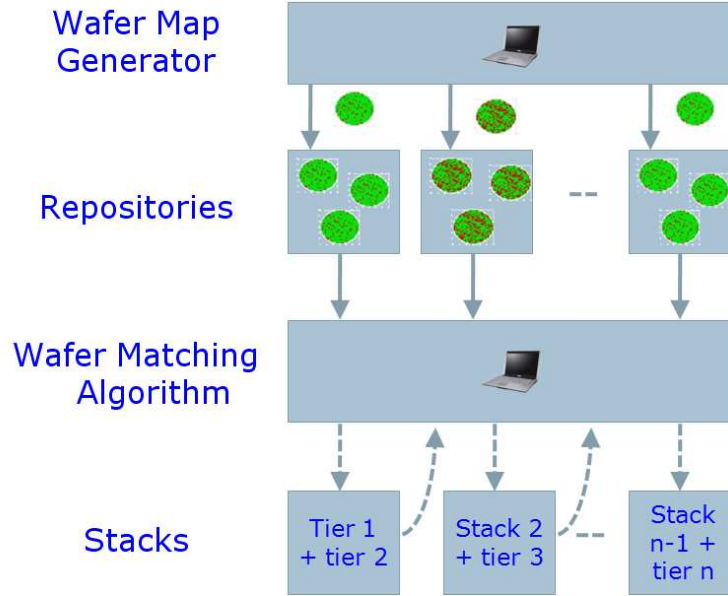 Wafer Map
Generator
Repositories
--
Wafer Matching
Algorithm
Stacks
Tier 1
+ tier 2
Stack 2
+ tier 3
--
Stack
n-1 +
tier n